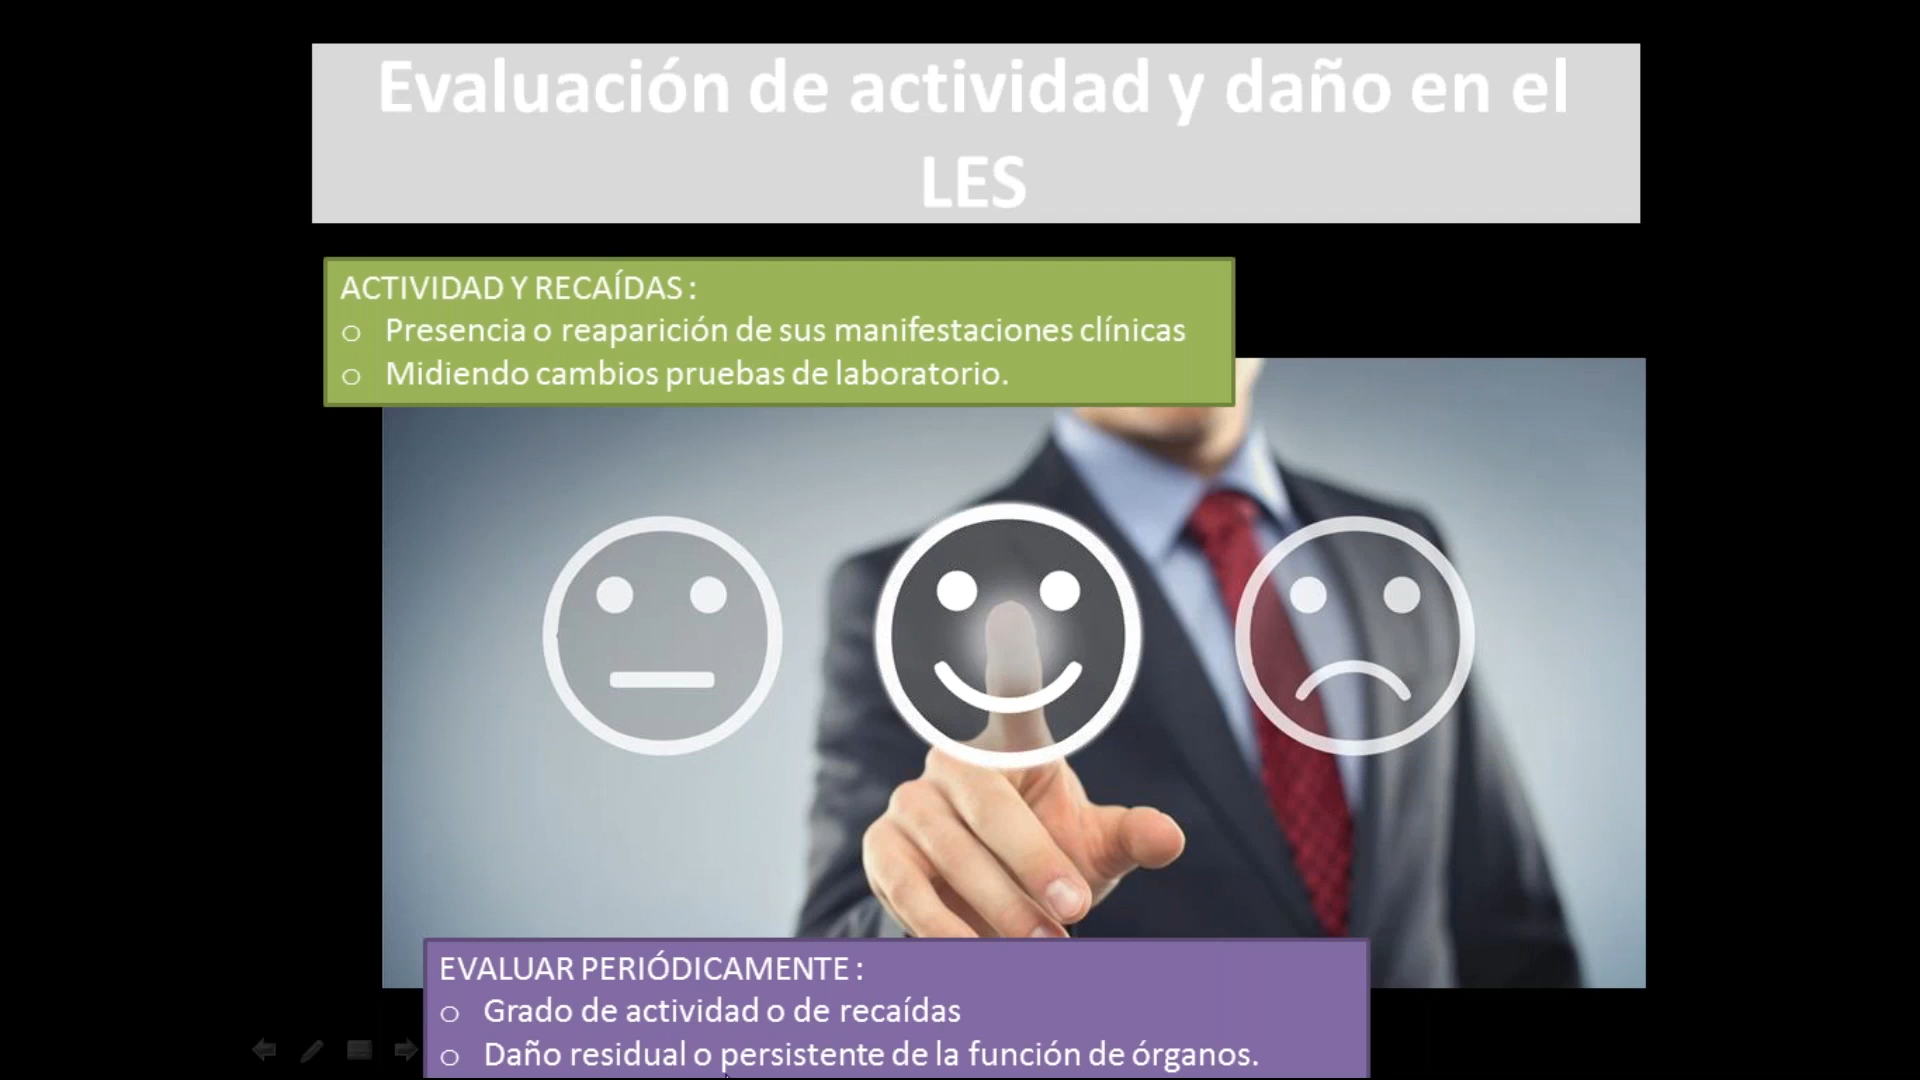 Evaluación de actividad y daño en el
LES
ACTIVIDAD Y RECAÍDAS :
o Presencia o reaparición de sus manifestaciones clínicas
o Midiendo cambios pruebas de laboratorio.
EVALUAR PERIÓDICAMENTE :
o Grado de actividad o de recaídas
o Daño residual o persistente de la función de órganos.